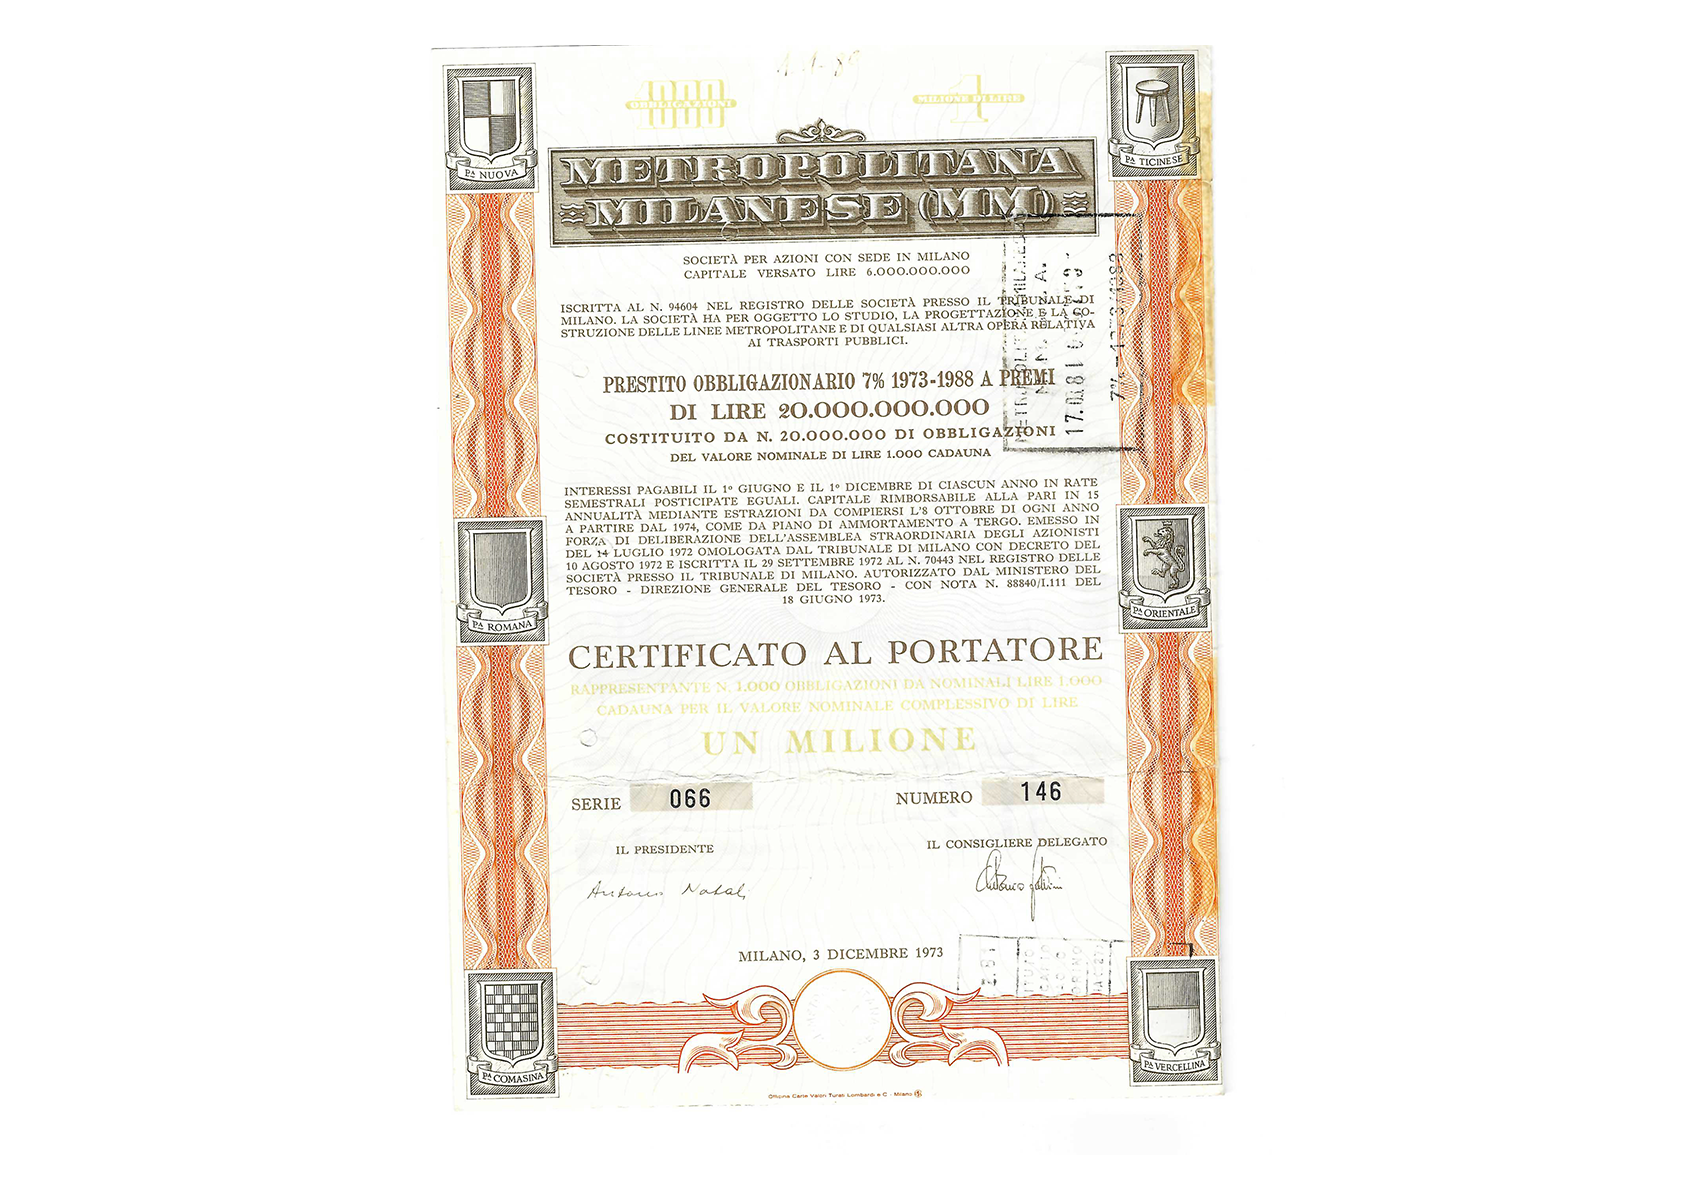 1000
OBBLIGAZIONI
1
MILIONE DI LIRE
Pᴬ NUOVA
Pᴬ TICINESE
METROPOLITANA
MILANESE (MM)
SOCIETÀ PER AZIONI CON SEDE IN MILANO
CAPITALE VERSATO LIRE 6.000.000.000
ISCRITTA AL N. 94604 NEL REGISTRO DELLE SOCIETÀ PRESSO IL TRIBUNALE DI
MILANO. LA SOCIETÀ HA PER OGGETTO LO STUDIO, LA PROGETTAZIONE E LA CO-
STRUZIONE DELLE LINEE METROPOLITANE E DI QUALSIASI ALTRA OPERA RELATIVA
AI TRASPORTI PUBBLICI.
PRESTITO OBBLIGAZIONARIO 7% 1973-1988 A PREMI
DI LIRE 20.000.000.000
COSTITUITO DA N. 20.000.000 DI OBBLIGAZIONI
DEL VALORE NOMINALE DI LIRE 1.000 CADAUNA
INTERESSI PAGABILI IL 1° GIUGNO E IL 1° DICEMBRE DI CIASCUN ANNO IN RATE
SEMESTRALI POSTICIPATE EGUALI. CAPITALE RIMBORSABILE ALLA PARI IN 15
ANNUALITÀ MEDIANTE ESTRAZIONI DA COMPIERSI L'8 OTTOBRE DI OGNI ANNO
A PARTIRE DAL 1974, COME DA PIANO DI AMMORTAMENTO A TERGO. EMESSO IN
FORZA DI DELIBERAZIONE DELL'ASSEMBLEA STRAORDINARIA DEGLI AZIONISTI
DEL 14 LUGLIO 1972 OMOLOGATA DAL TRIBUNALE DI MILANO CON DECRETO DEL
10 AGOSTO 1972 E ISCRITTA IL 29 SETTEMBRE 1972 AL N. 70443 NEL REGISTRO DELLE
SOCIETÀ PRESSO IL TRIBUNALE DI MILANO. AUTORIZZATO DAL MINISTERO DEL
TESORO - DIREZIONE GENERALE DEL TESORO - CON NOTA N. 88840/I.111 DEL
18 GIUGNO 1973.
Pᴬ ROMANA
Pᴬ ORIENTALE
CERTIFICATO AL PORTATORE
RAPPRESENTANTE N. 1.000 OBBLIGAZIONI DA NOMINALI LIRE 1.000
CADAUNA PER IL VALORE NOMINALE COMPLESSIVO DI LIRE
UN MILIONE
SERIE 066
NUMERO 146
IL PRESIDENTE
IL CONSIGLIERE DELEGATO
Antonio Natali
MILANO, 3 DICEMBRE 1973
Pᴬ COMASINA
Pᴬ VERCELLINA
Officina Carte Valori Turati Lombardi e C. - Milano